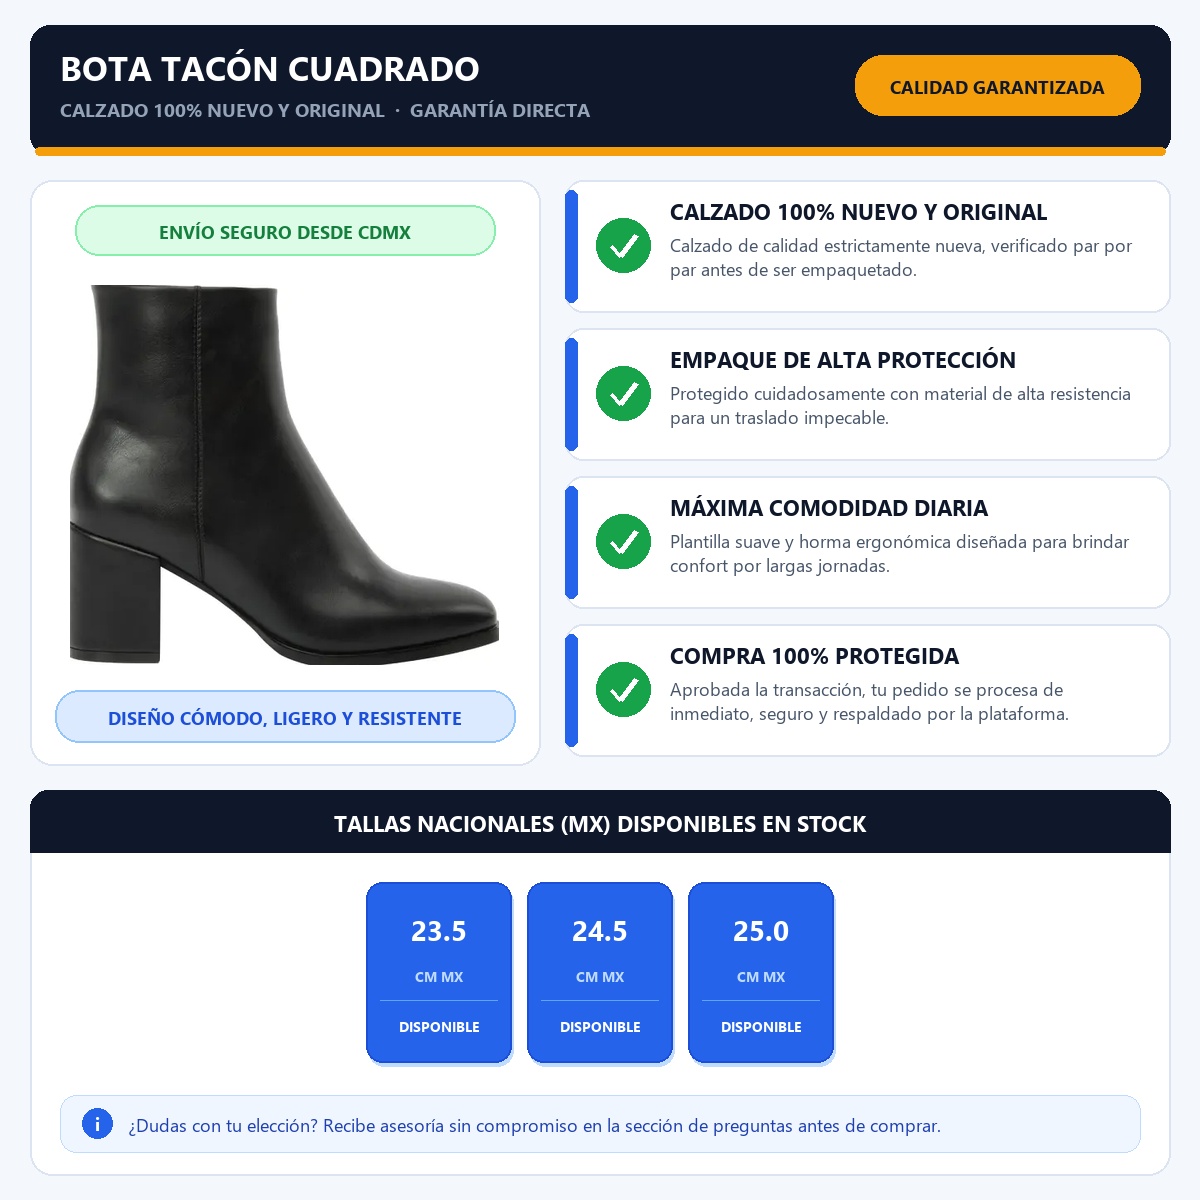 BOTA TACÓN CUADRADO
CALZADO 100% NUEVO Y ORIGINAL · GARANTÍA DIRECTA
CALIDAD GARANTIZADA
ENVÍO SEGURO DESDE CDMX
DISEÑO CÓMODO, LIGERO Y RESISTENTE
CALZADO 100% NUEVO Y ORIGINAL
Calzado de calidad estrictamente nueva, verificado par por
par antes de ser empaquetado.
EMPAQUE DE ALTA PROTECCIÓN
Protegido cuidadosamente con material de alta resistencia
para un traslado impecable.
MÁXIMA COMODIDAD DIARIA
Plantilla suave y horma ergonómica diseñada para brindar
confort por largas jornadas.
COMPRA 100% PROTEGIDA
Aprobada la transacción, tu pedido se procesa de
inmediato, seguro y respaldado por la plataforma.
TALLAS NACIONALES (MX) DISPONIBLES EN STOCK
23.5
CM MX
DISPONIBLE
24.5
CM MX
DISPONIBLE
25.0
CM MX
DISPONIBLE
¿Dudas con tu elección? Recibe asesoría sin compromiso en la sección de preguntas antes de comprar.